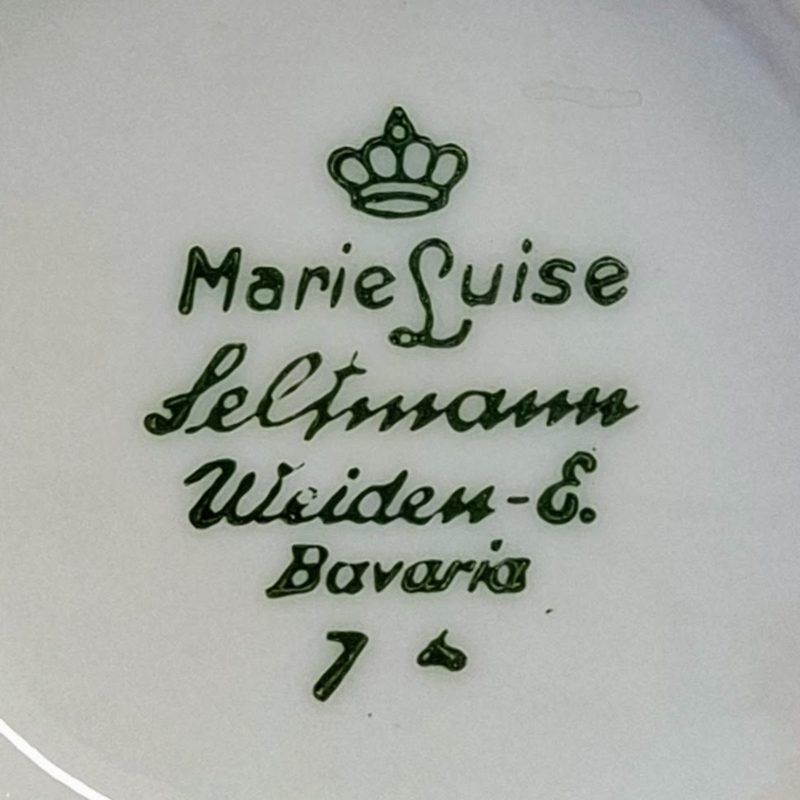 Marie Luise
Seltmann
Weiden-E.
Bavaria
7